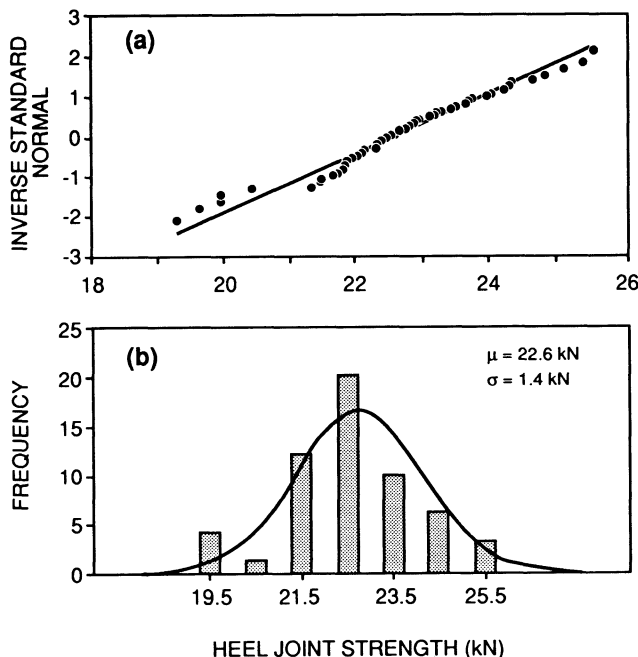 (a)
INVERSE STANDARD
NORMAL
3
2
1
0
-1
-2
-3
18
20
22
24
26
(b)
μ = 22.6 kN
σ = 1.4 kN
FREQUENCY
25
20
15
10
5
0
19.5
21.5
23.5
25.5
HEEL JOINT STRENGTH (kN)